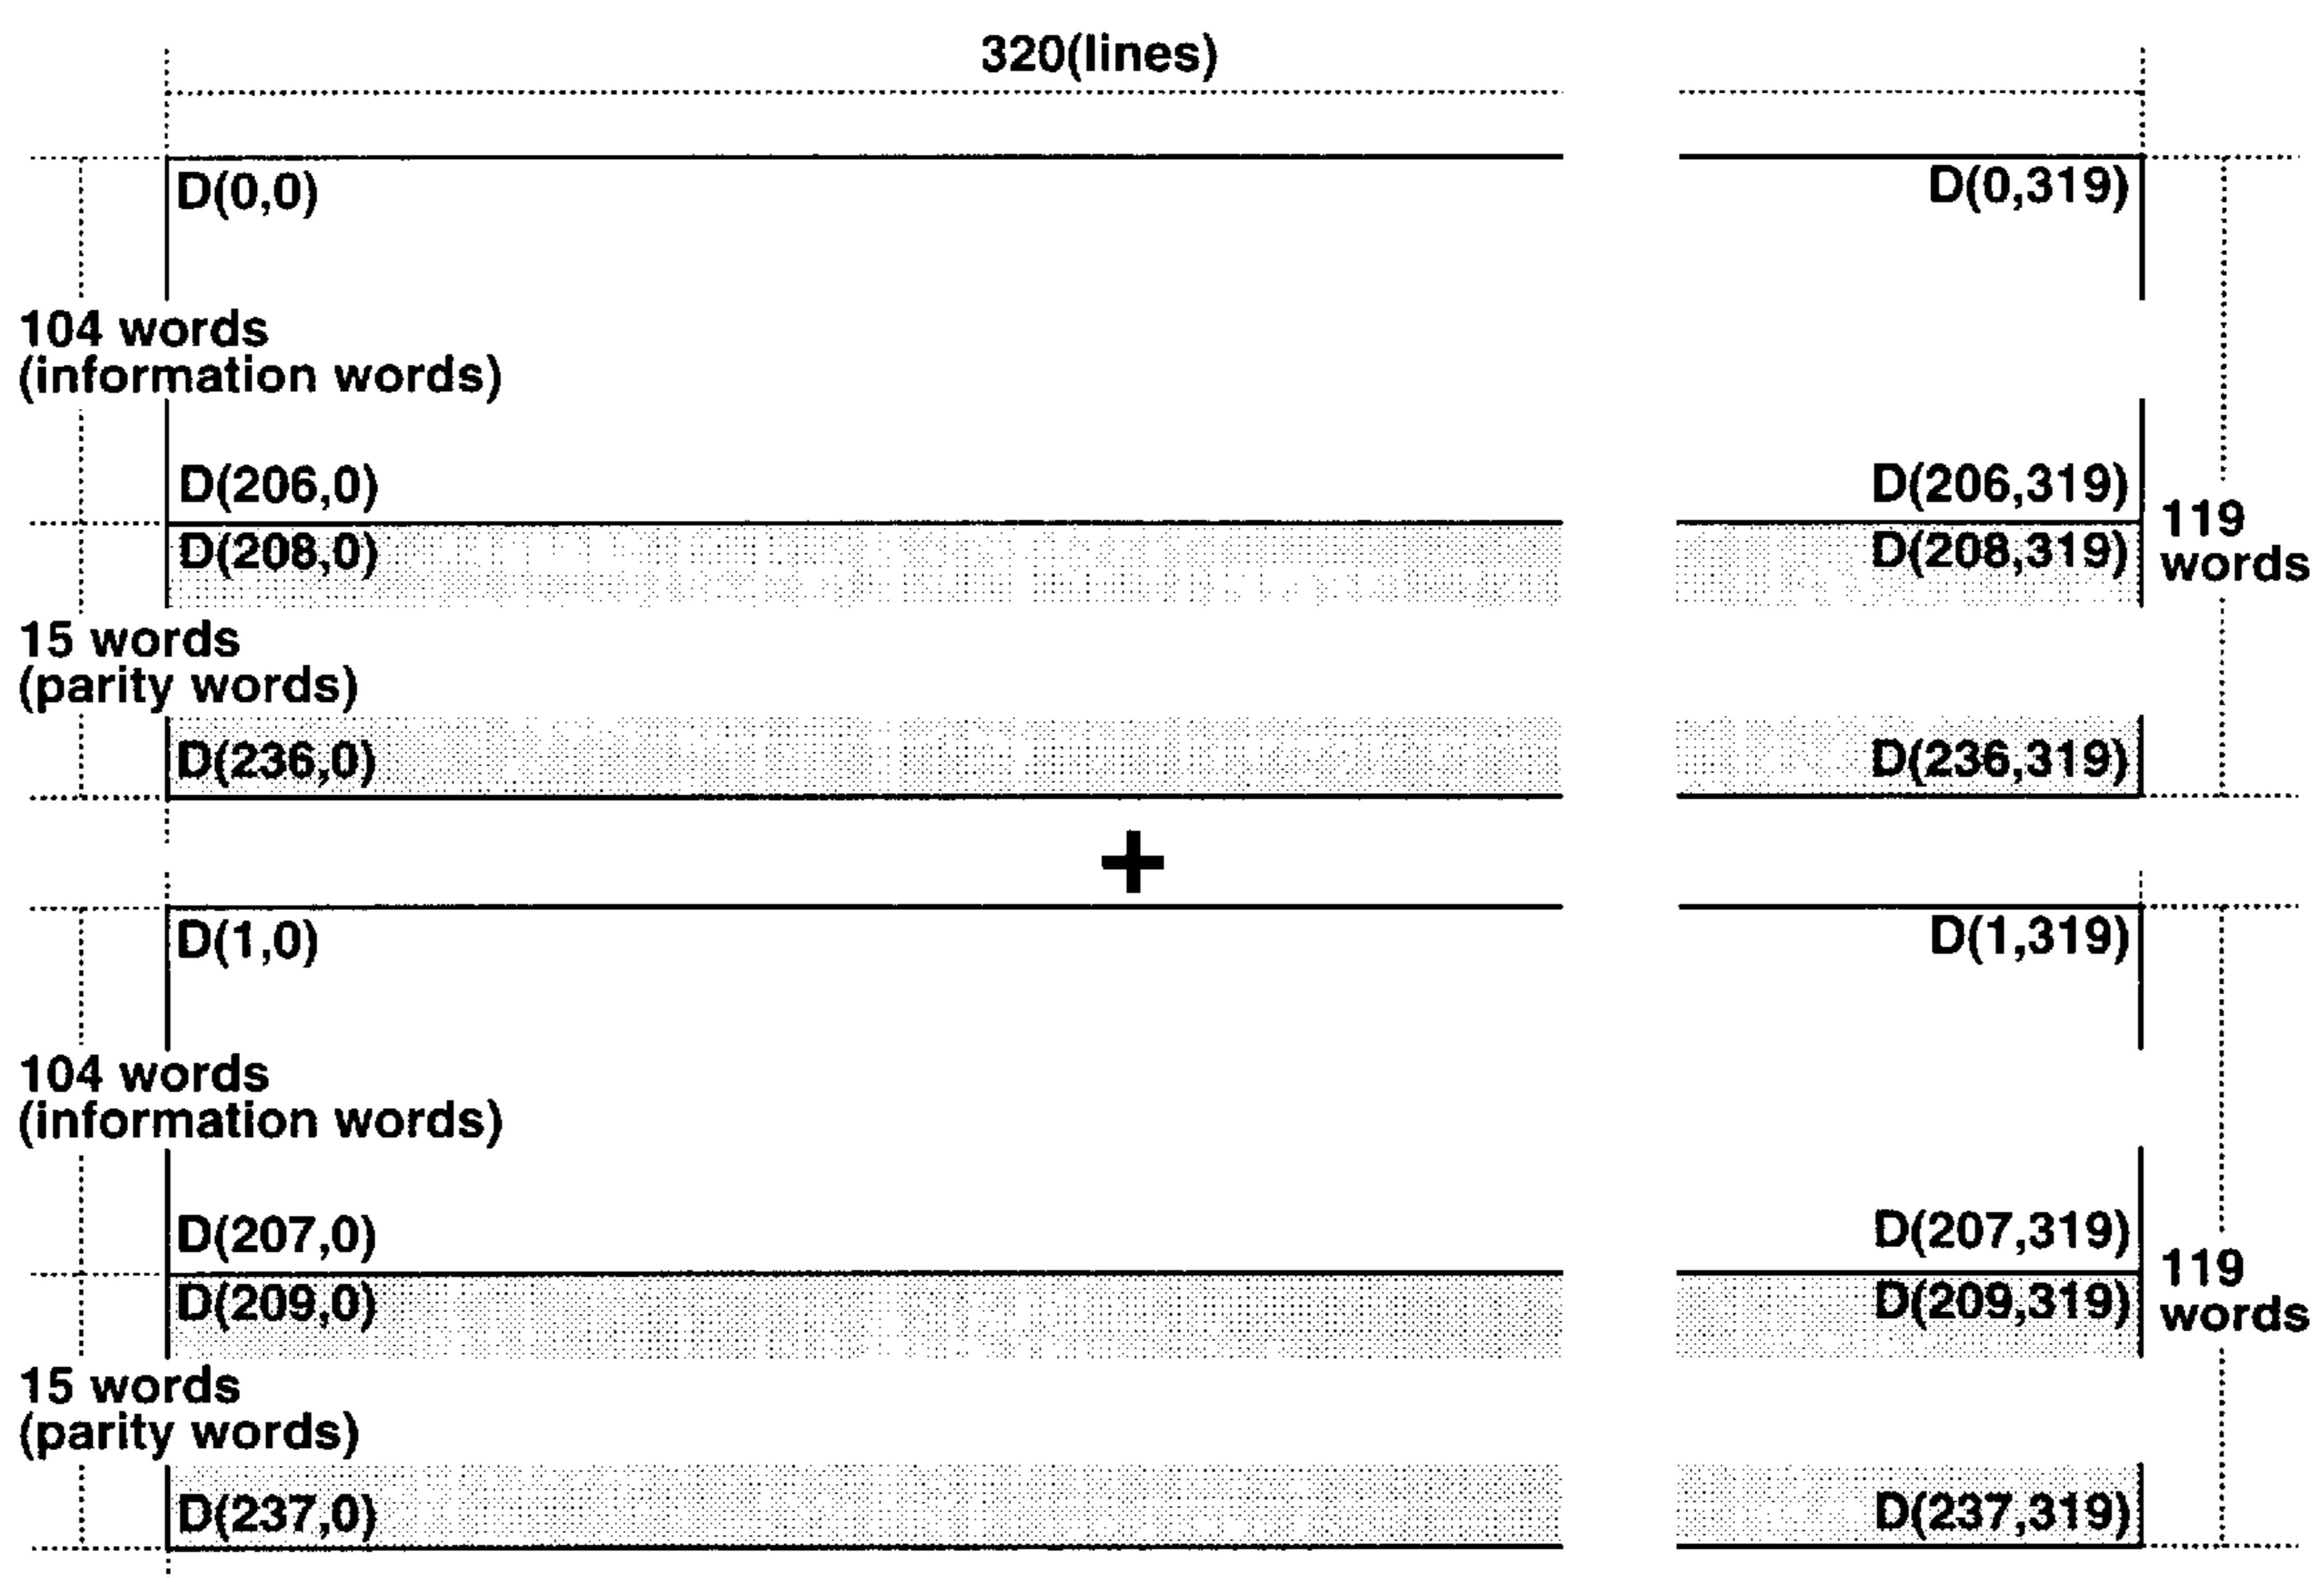 320(lines)
D(0,0) D(0,319)
104 words
(information words)
D(206,0) D(206,319)
119
words
D(208,0) D(208,319)
15 words
(parity words)
D(236,0) D(236,319)
+
D(1,0) D(1,319)
104 words
(information words)
D(207,0) D(207,319)
119
words
D(209,0) D(209,319)
15 words
(parity words)
D(237,0) D(237,319)